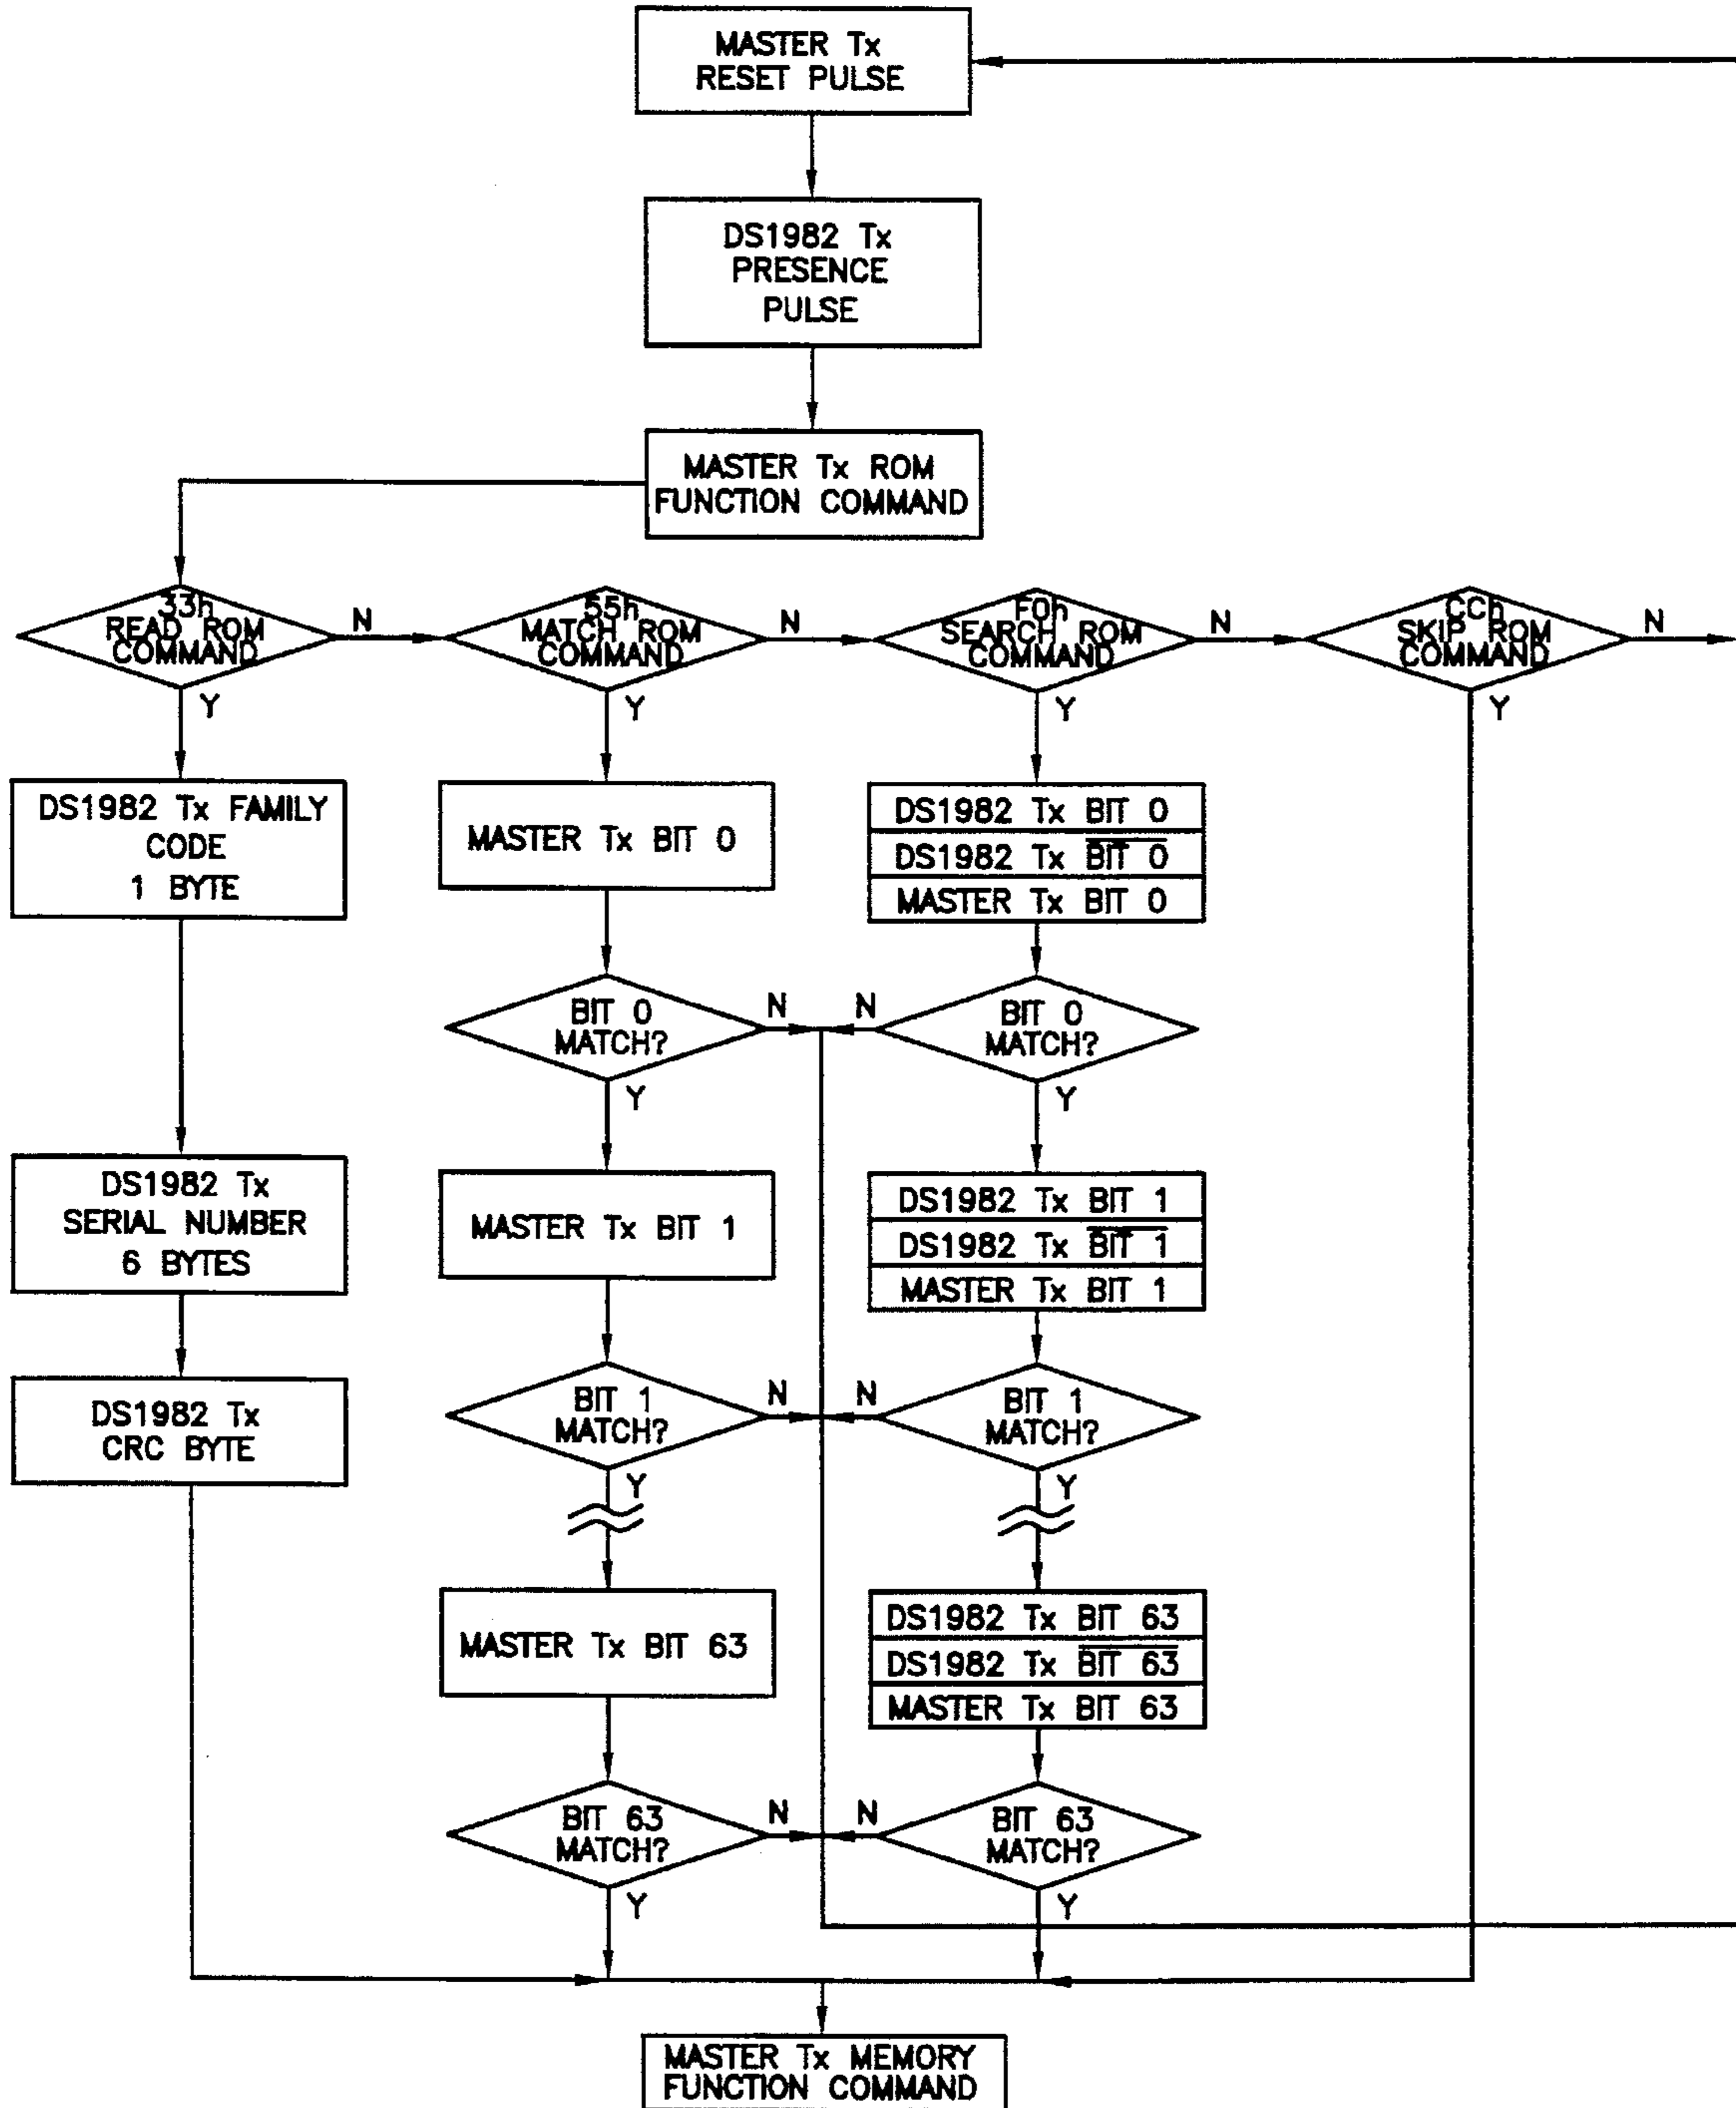 MASTER Tx
RESET PULSE
DS1982 Tx
PRESENCE
PULSE
MASTER Tx ROM
FUNCTION COMMAND
33h
READ ROM
COMMAND
N
55h
MATCH ROM
COMMAND
N
F0h
SEARCH ROM
COMMAND
N
CCh
SKIP ROM
COMMAND
N
Y
Y
Y
Y
DS1982 Tx FAMILY
CODE
1 BYTE
MASTER Tx BIT 0
DS1982 Tx BIT 0
DS1982 Tx B̅I̅T̅ ̅0̅
MASTER Tx BIT 0
BIT 0
MATCH?
N
N
BIT 0
MATCH?
Y
Y
DS1982 Tx
SERIAL NUMBER
6 BYTES
MASTER Tx BIT 1
DS1982 Tx BIT 1
DS1982 Tx B̅I̅T̅ ̅1̅
MASTER Tx BIT 1
DS1982 Tx
CRC BYTE
BIT 1
MATCH?
N
N
BIT 1
MATCH?
Y
Y
MASTER Tx BIT 63
DS1982 Tx BIT 63
DS1982 Tx B̅I̅T̅ ̅6̅3̅
MASTER Tx BIT 63
BIT 63
MATCH?
N
N
BIT 63
MATCH?
Y
Y
MASTER Tx MEMORY
FUNCTION COMMAND